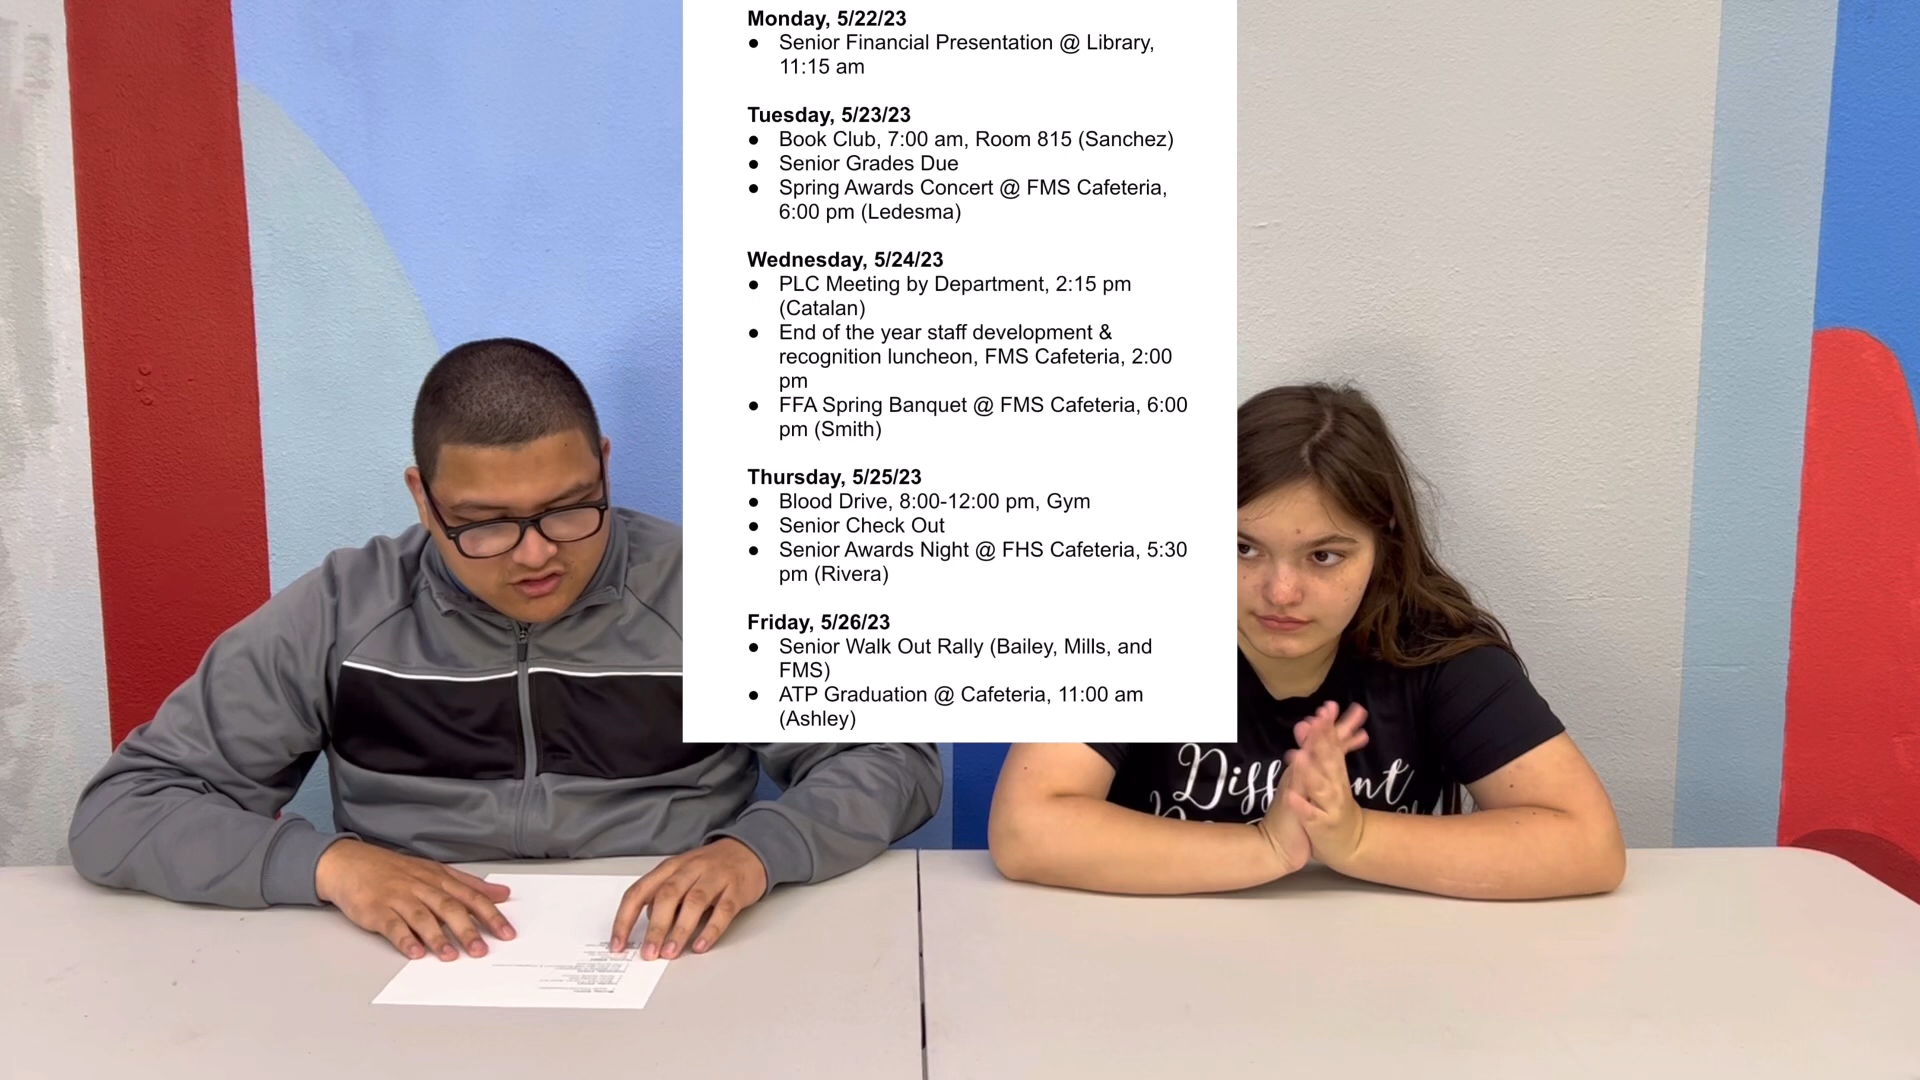 Monday, 5/22/23
● Senior Financial Presentation @ Library,
11:15 am
Tuesday, 5/23/23
● Book Club, 7:00 am, Room 815 (Sanchez)
● Senior Grades Due
● Spring Awards Concert @ FMS Cafeteria,
6:00 pm (Ledesma)
Wednesday, 5/24/23
● PLC Meeting by Department, 2:15 pm
(Catalan)
● End of the year staff development &
recognition luncheon, FMS Cafeteria, 2:00
pm
● FFA Spring Banquet @ FMS Cafeteria, 6:00
pm (Smith)
Thursday, 5/25/23
● Blood Drive, 8:00-12:00 pm, Gym
● Senior Check Out
● Senior Awards Night @ FHS Cafeteria, 5:30
pm (Rivera)
Friday, 5/26/23
● Senior Walk Out Rally (Bailey, Mills, and
FMS)
● ATP Graduation @ Cafeteria, 11:00 am
(Ashley)